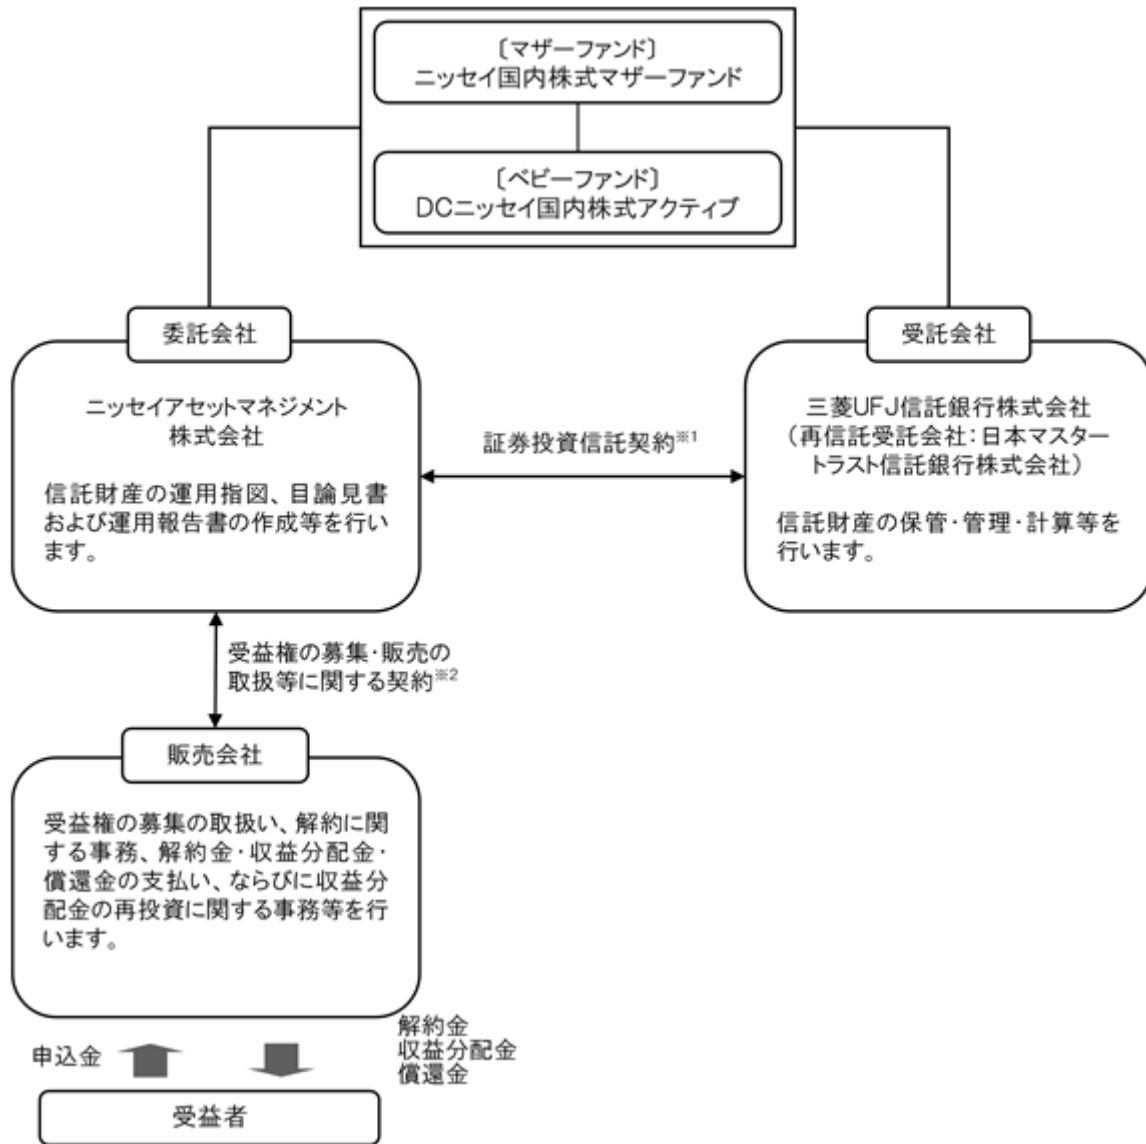 〔マザーファンド〕
ニッセイ国内株式マザーファンド
〔ベビーファンド〕
DCニッセイ国内株式アクティブ
委託会社
ニッセイアセットマネジメント
株式会社
信託財産の運用指図、目論見書
および運用報告書の作成等を行い
ます。
証券投資信託契約※1
受託会社
三菱UFJ信託銀行株式会社
（再信託受託会社：日本マスター
トラスト信託銀行株式会社）
信託財産の保管・管理・計算等を
行います。
受益権の募集・販売の
取扱等に関する契約※2
販売会社
受益権の募集の取扱い、解約に関
する事務、解約金・収益分配金・
償還金の支払い、ならびに収益分
配金の再投資に関する事務等を行
います。
申込金
解約金
収益分配金
償還金
受益者